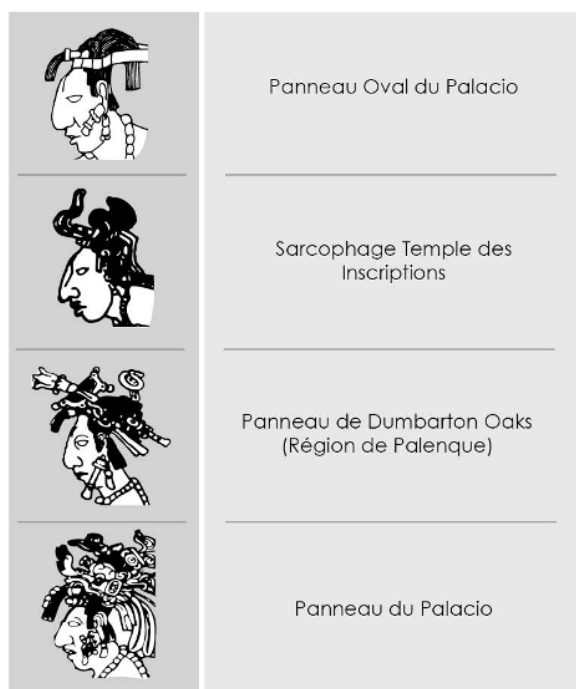 Panneau Oval du Palacio
Sarcophage Temple des
Inscriptions
Panneau de Dumbarton Oaks
(Région de Palenque)
Panneau du Palacio